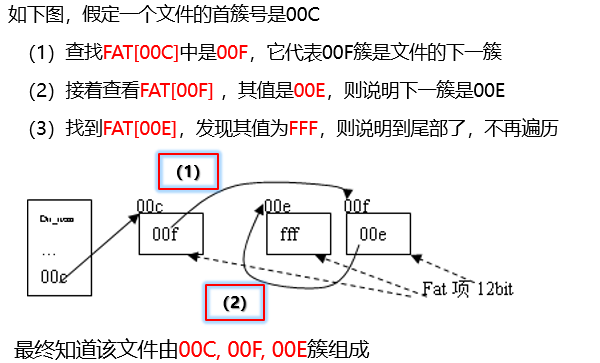 如下图，假定一个文件的首簇号是00C
（1）查找FAT[00C]中是00F，它代表00F簇是文件的下一簇
（2）接着查看FAT[00F] ，其值是00E，则说明下一簇是00E
（3）找到FAT[00E]，发现其值为FFF，则说明到尾部了，不再遍历
（1）
00c 00e 00f
00f fff 00e
…
00c
Fat 项 12bit
（2）
最终知道该文件由00C, 00F, 00E簇组成